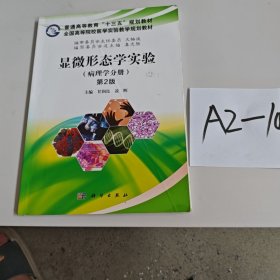 普通高等教育“十三五”规划教材
全国高等院校医学实验教学规划教材
显微形态学实验
（病理学分册）
第2版
科学出版社
A2-10